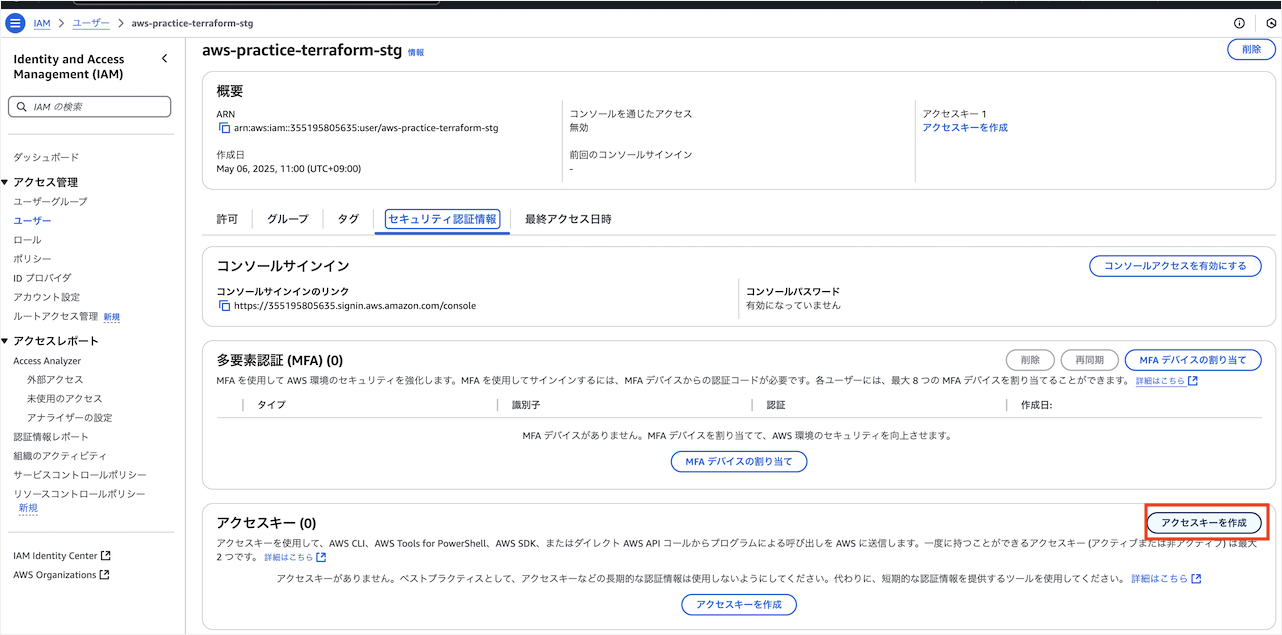 IAM > ユーザー > aws-practice-terraform-stg
Identity and Access
Management (IAM)
IAM の検索
ダッシュボード
アクセス管理
ユーザーグループ
ユーザー
ロール
ポリシー
ID プロバイダ
アカウント設定
ルートアクセス管理 新規
アクセスレポート
Access Analyzer
外部アクセス
未使用のアクセス
アナライザーの設定
認証情報レポート
組織のアクティビティ
サービスコントロールポリシー
リソースコントロールポリシー
新規
IAM Identity Center
AWS Organizations
aws-practice-terraform-stg 情報
削除
概要
ARN
arn:aws:iam::355195805635:user/aws-practice-terraform-stg
作成日
May 06, 2025, 11:00 (UTC+09:00)
コンソールを通じたアクセス
無効
前回のコンソールサインイン
-
アクセスキー 1
アクセスキーを作成
許可 グループ タグ セキュリティ認証情報 最終アクセス日時
コンソールサインイン
コンソールアクセスを有効にする
コンソールサインインのリンク
https://355195805635.signin.aws.amazon.com/console
コンソールパスワード
有効になっていません
多要素認証 (MFA) (0)
削除 再同期 MFA デバイスの割り当て
MFA を使用して AWS 環境のセキュリティを強化します。MFA を使用してサインインするには、MFA デバイスからの認証コードが必要です。各ユーザーには、最大 8 つの MFA デバイスを割り当てることができます。 詳細はこちら
タイプ 識別子 認証 作成日:
MFA デバイスがありません。MFA デバイスを割り当てて、AWS 環境のセキュリティを向上させます。
MFA デバイスの割り当て
アクセスキー (0)
アクセスキーを作成
アクセスキーを使用して、AWS CLI、AWS Tools for PowerShell、AWS SDK、またはダイレクト AWS API コールからプログラムによる呼び出しを AWS に送信します。一度に持つことができるアクセスキー (アクティブまたは非アクティブ) は最大
2 つです。 詳細はこちら
アクセスキーがありません。ベストプラクティスとして、アクセスキーなどの長期的な認証情報は使用しないようにしてください。代わりに、短期的な認証情報を提供するツールを使用してください。 詳細はこちら
アクセスキーを作成